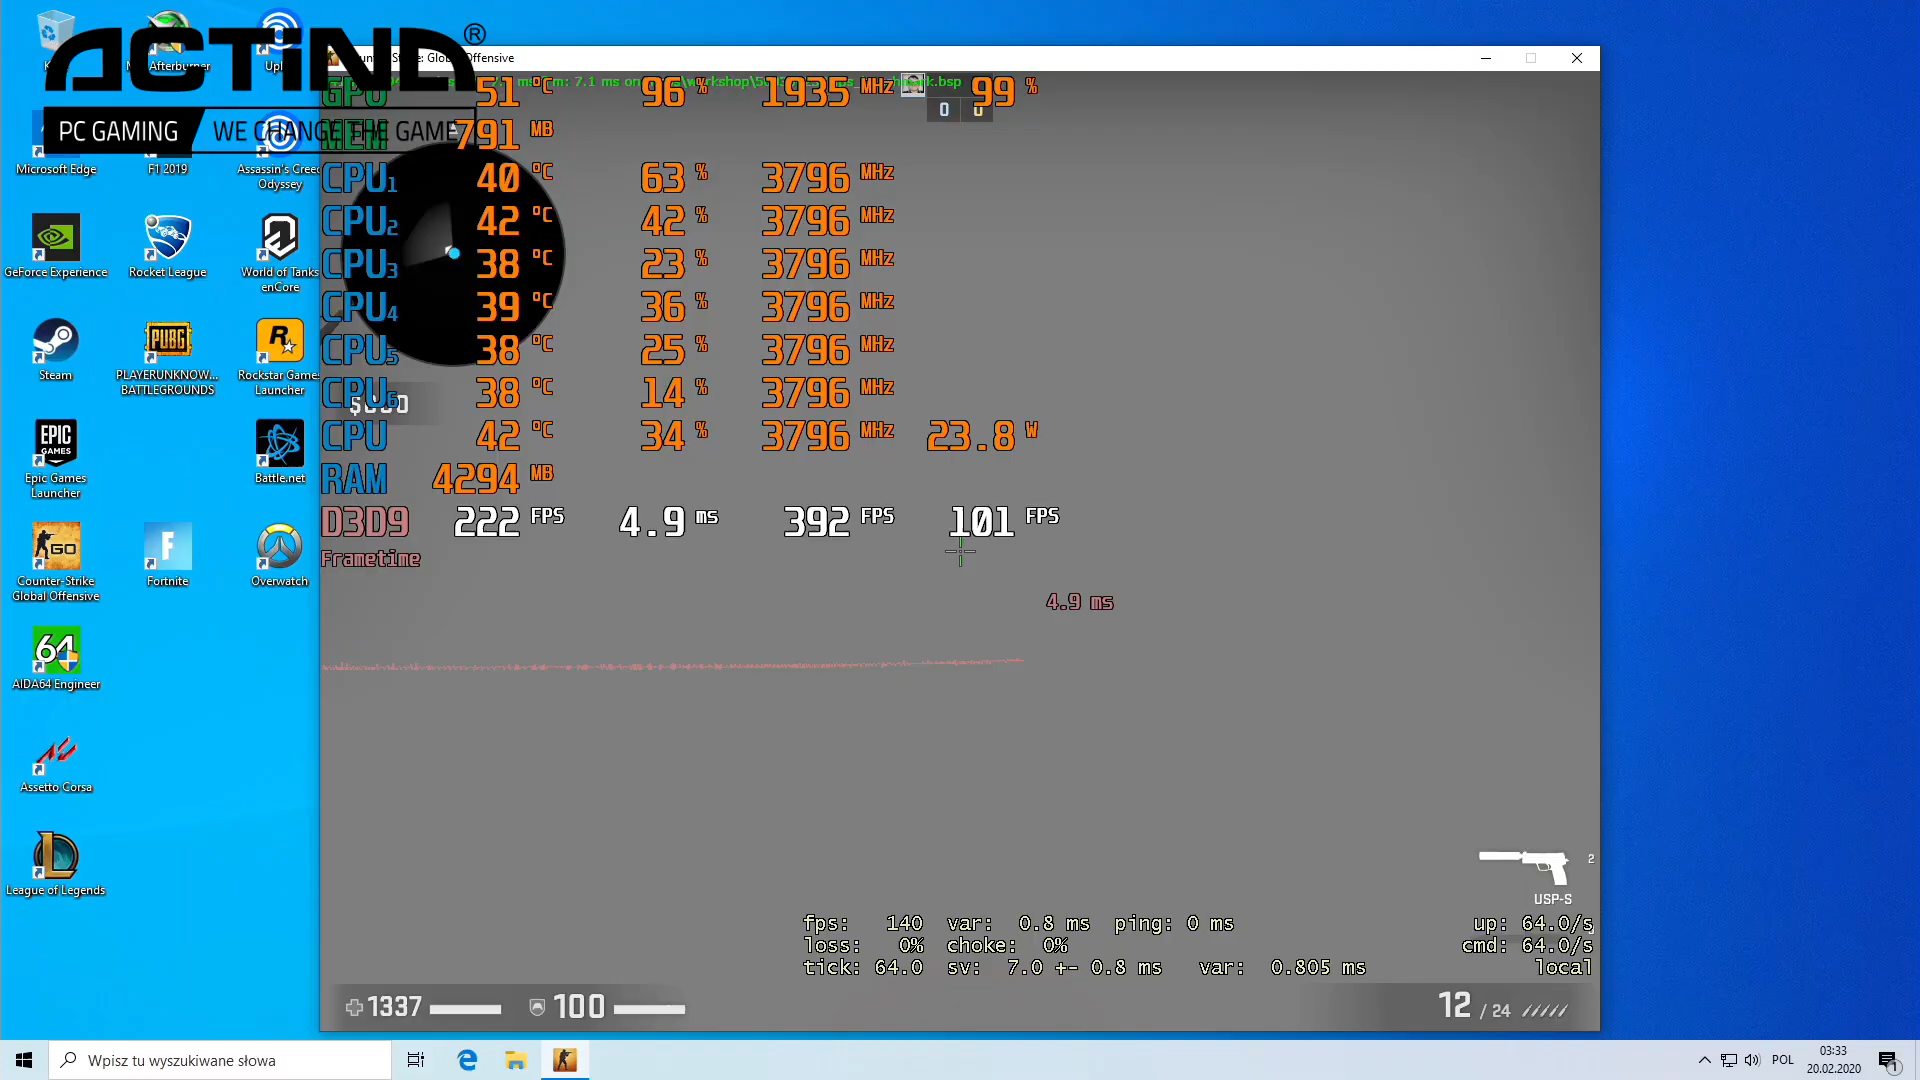 ACTINA®
PC GAMING
WE CHANGE THE GAME
Microsoft Edge
F1 2019
Assassin's Creed
Odyssey
GeForce Experience
Rocket League
World of Tanks
enCore
Steam
PLAYERUNKNOW...
BATTLEGROUNDS
Rockstar Games
Launcher
Epic Games
Launcher
Battle.net
Counter-Strike
Global Offensive
Fortnite
Overwatch
AIDA64 Engineer
Assetto Corsa
League of Legends
Offensive
GPU 51 °C 96 % 1935 MHz 99 %
0 0
MEM 791 MB
CPU1 40 °C 63 % 3796 MHz
CPU2 42 °C 42 % 3796 MHz
CPU3 38 °C 23 % 3796 MHz
CPU4 39 °C 36 % 3796 MHz
CPU5 38 °C 25 % 3796 MHz
CPU6 38 °C 14 % 3796 MHz
CPU 42 °C 34 % 3796 MHz 23.8 W
RAM 4294 MB
D3D9 222 FPS 4.9 ms 392 FPS 101 FPS
Frametime
4.9 ms
2
USP-S
fps: 140 var: 0.8 ms ping: 0 ms
up: 64.0/s
loss: 0% choke: 0%
cmd: 64.0/s
tick: 64.0 sv: 7.0 +- 0.8 ms var: 0.805 ms
local
1337
100
12 / 24
Wpisz tu wyszukiwane słowa
POL
03:33
20.02.2020
1